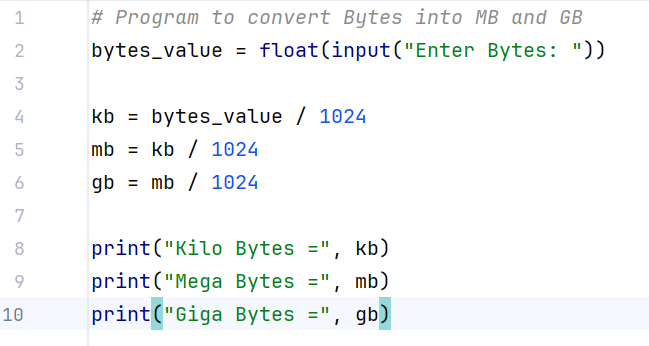 1 # Program to convert Bytes into MB and GB
2 bytes_value = float(input("Enter Bytes: "))
3
4 kb = bytes_value / 1024
5 mb = kb / 1024
6 gb = mb / 1024
7
8 print("Kilo Bytes =", kb)
9 print("Mega Bytes =", mb)
10 print("Giga Bytes =", gb)